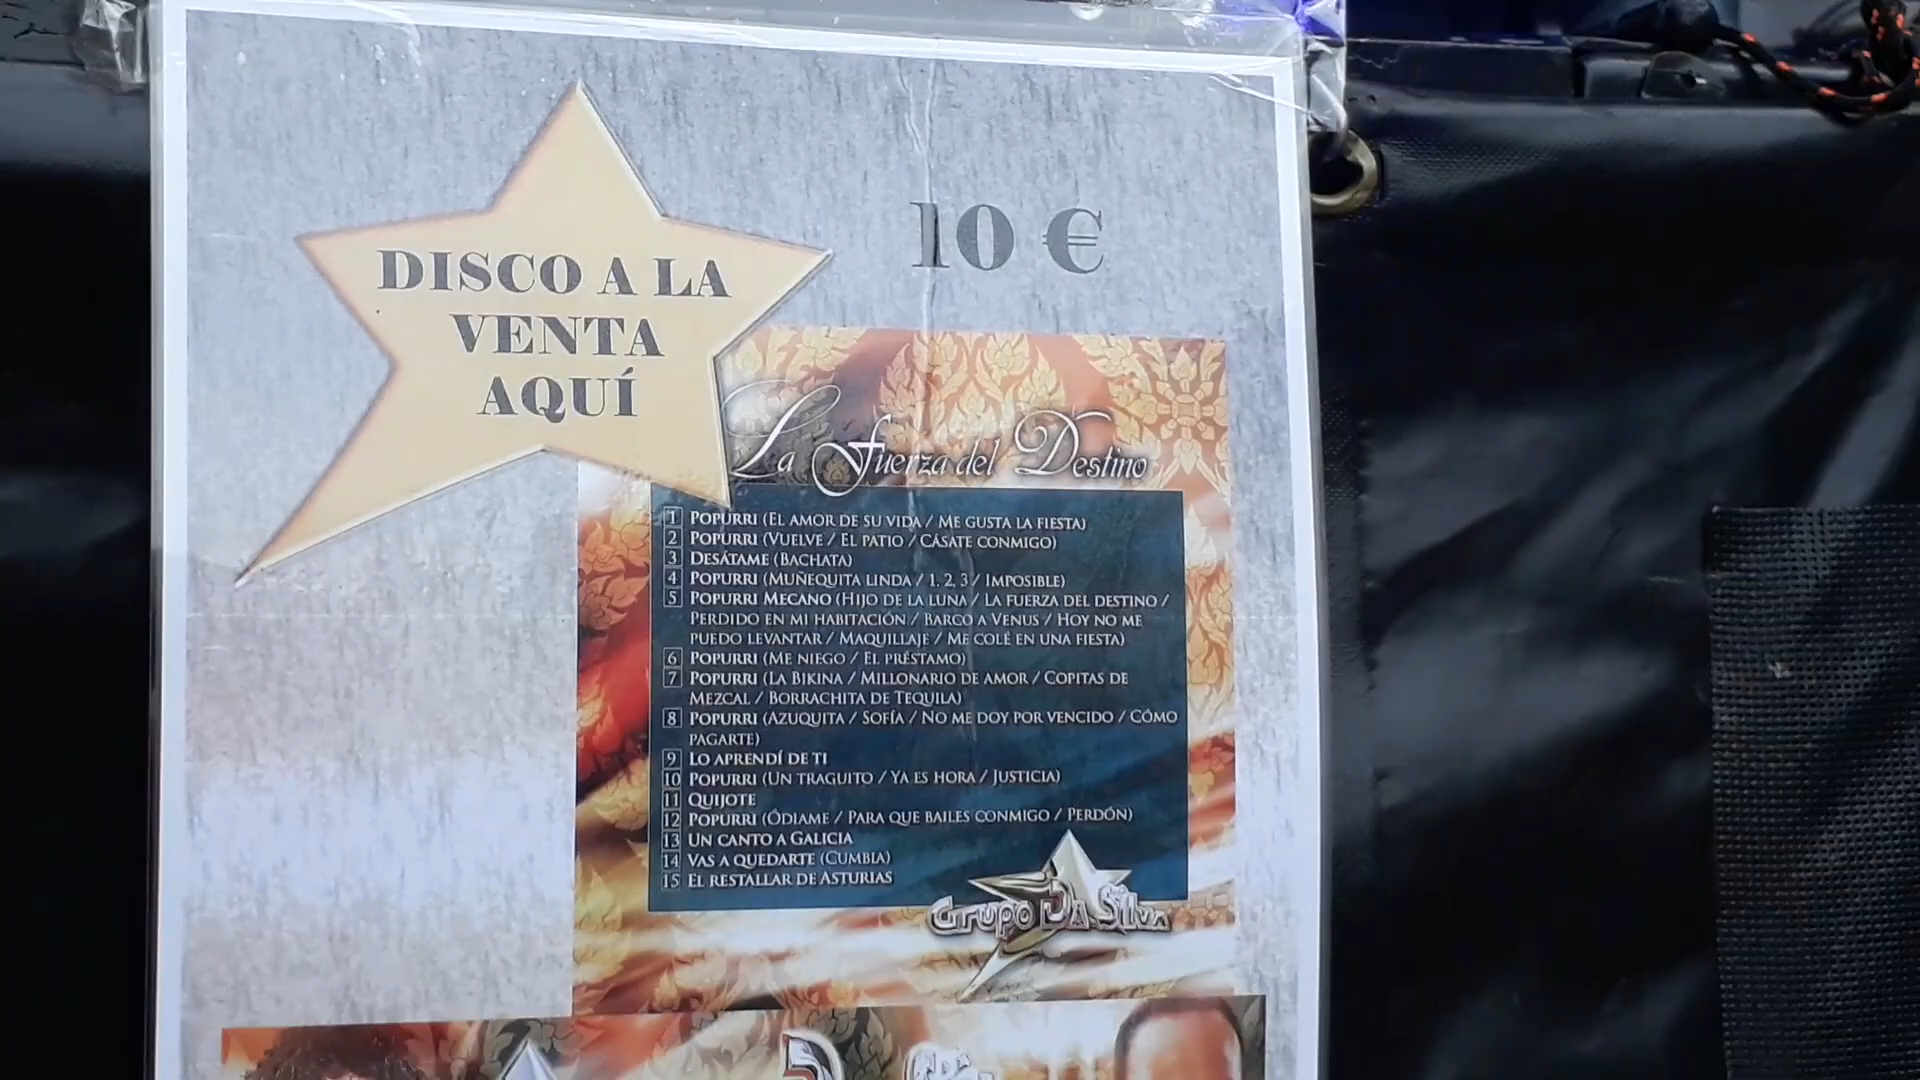 DISCO A LA
VENTA
AQUÍ
10 €
La Fuerza del Destino
1 POPURRI (EL AMOR DE SU VIDA / ME GUSTA LA FIESTA)
2 POPURRI (VUELVE / EL PATIO / CÁSATE CONMIGO)
3 DESÁTAME (BACHATA)
4 POPURRI (MUÑEQUITA LINDA / 1, 2, 3 / IMPOSIBLE)
5 POPURRI MECANO (HIJO DE LA LUNA / LA FUERZA DEL DESTINO /
PERDIDO EN MI HABITACIÓN / BARCO A VENUS / HOY NO ME
PUEDO LEVANTAR / MAQUILLAJE / ME COLÉ EN UNA FIESTA)
6 POPURRI (ME NIEGO / EL PRÉSTAMO)
7 POPURRI (LA BIKINA / MILLONARIO DE AMOR / COPITAS DE
MEZCAL / BORRACHITA DE TEQUILA)
8 POPURRI (AZUQUITA / SOFÍA / NO ME DOY POR VENCIDO / CÓMO
PAGARTE)
9 LO APRENDÍ DE TI
10 POPURRI (UN TRAGUITO / YA ES HORA / JUSTICIA)
11 QUIJOTE
12 POPURRI (ÓDIAME / PARA QUE BAILES CONMIGO / PERDÓN)
13 UN CANTO A GALICIA
14 VAS A QUEDARTE (CUMBIA)
15 EL RESTALLAR DE ASTURIAS
Grupo Da Silva